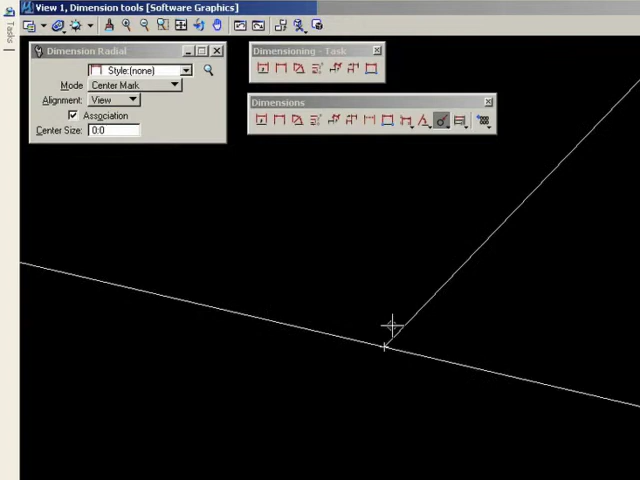 View 1, Dimension tools [Software Graphics]
Tasks
Dimension Radial
Style:(none)
Mode Center Mark
Alignment: View
Association
Center Size: 0:0
Dimensioning - Task
Dimensions